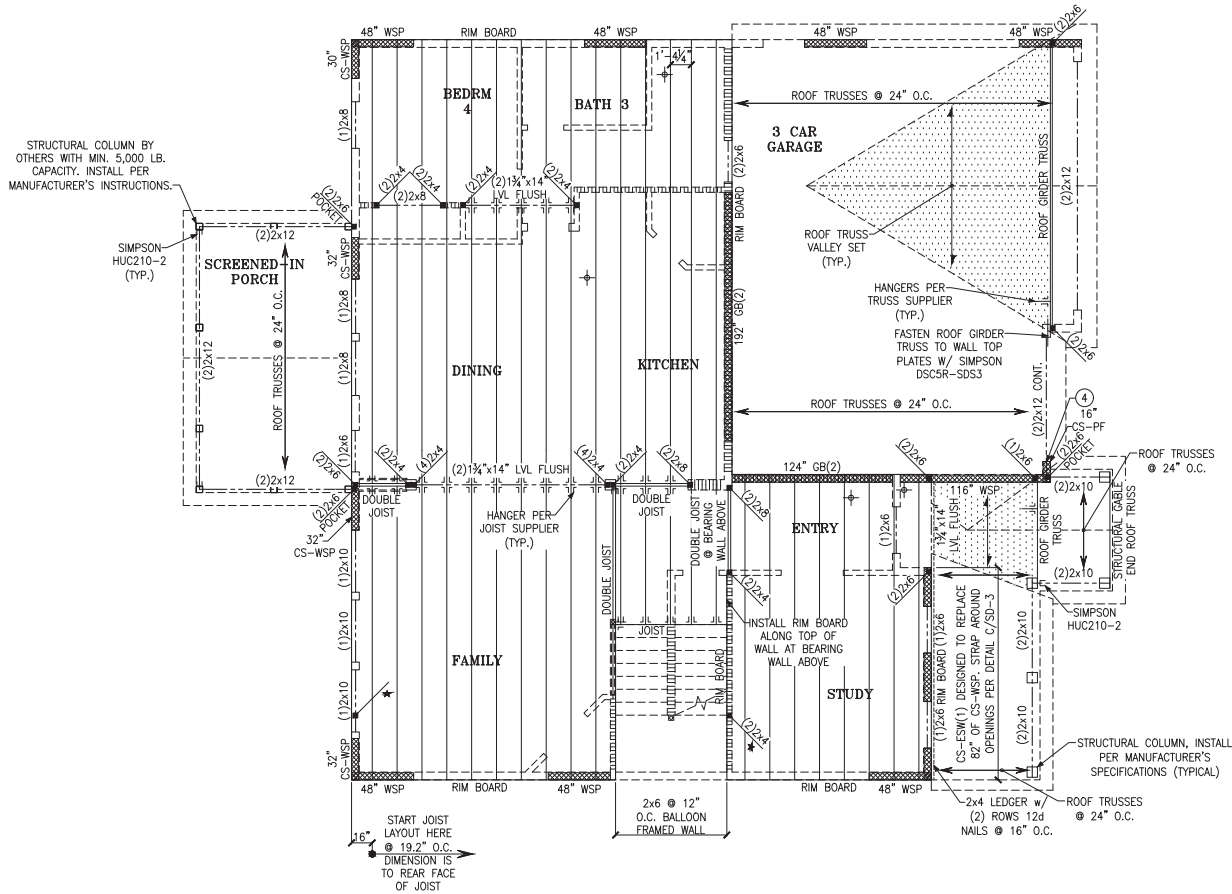 48" WSP
RIM BOARD
48" WSP
48" WSP
48" WSP
(2)2x6
30"
CS-WSP
1'-4¼"
BEDRM
4
BATH 3
ROOF TRUSSES @ 24" O.C.
3 CAR
GARAGE
(1)2x8
(2)2x6
RIM BOARD
ROOF GIRDER TRUSS
(2)2x12
STRUCTURAL COLUMN BY
OTHERS WITH MIN. 5,000 LB.
CAPACITY. INSTALL PER
MANUFACTURER'S INSTRUCTIONS.
(2)2x4
(2)2x4
(2)2x8
(2)2x4
(2)1¾"x14"
LVL FLUSH
(2)2x4
(2)2x6
POCKET
(2)2x12
SIMPSON
HUC210-2
(TYP.)
SCREENED-IN
PORCH
32"
CS-WSP
ROOF TRUSS
VALLEY SET
(TYP.)
HANGERS PER
TRUSS SUPPLIER
(TYP.)
(1)2x8
ROOF TRUSSES @ 24" O.C.
(2)2x12
(1)2x8
192" GB(2)
FASTEN ROOF GIRDER
TRUSS TO WALL TOP
PLATES W/ SIMPSON
DSC5R-SDS3
(2)2x6
DINING
KITCHEN
ROOF TRUSSES @ 24" O.C.
(2)2x12 CONT.
4
16"
CS-PF
(2)2x6
POCKET
(1)2x6
(2)2x6
(2)2x4
(4)2x4
(2)1¾"x14" LVL FLUSH
(4)2x4
(2)2x4
(2)2x8
(2)2x6
(1)2x6
ROOF TRUSSES
@ 24" O.C.
(2)2x12
124" GB(2)
(2)2x10
DOUBLE
JOIST
(2)2x6
POCKET
32"
CS-WSP
HANGER PER
JOIST SUPPLIER
(TYP.)
DOUBLE
JOIST
DOUBLE JOIST
@ BEARING
WALL ABOVE
(2)2x8
ENTRY
(1)2x6
116" WSP
1¾"x14"
LVL FLUSH
ROOF GIRDER
TRUSS
STRUCTURAL GABLE
END ROOF TRUSS
(2)2x10
(1)2x10
DOUBLE JOIST
(2)2x4
(2)2x6
SIMPSON
HUC210-2
INSTALL RIM BOARD
ALONG TOP OF
WALL AT BEARING
WALL ABOVE
JOIST
(1)2x10
FAMILY
RIM BOARD
STUDY
(1)2x6 RIM BOARD (1)2x6
CS-ESW(1) DESIGNED TO REPLACE
82" OF CS-WSP. STRAP AROUND
OPENINGS PER DETAIL C/SD-3
(2)2x10
(2)2x10
(1)2x10
(2)2x4
32"
CS-WSP
STRUCTURAL COLUMN, INSTALL
PER MANUFACTURER'S
SPECIFICATIONS (TYPICAL)
48" WSP
RIM BOARD
48" WSP
RIM BOARD
48" WSP
16"
START JOIST
LAYOUT HERE
@ 19.2" O.C.
DIMENSION IS
TO REAR FACE
OF JOIST
2x6 @ 12"
O.C. BALLOON
FRAMED WALL
2x4 LEDGER w/
(2) ROWS 12d
NAILS @ 16" O.C.
ROOF TRUSSES
@ 24" O.C.